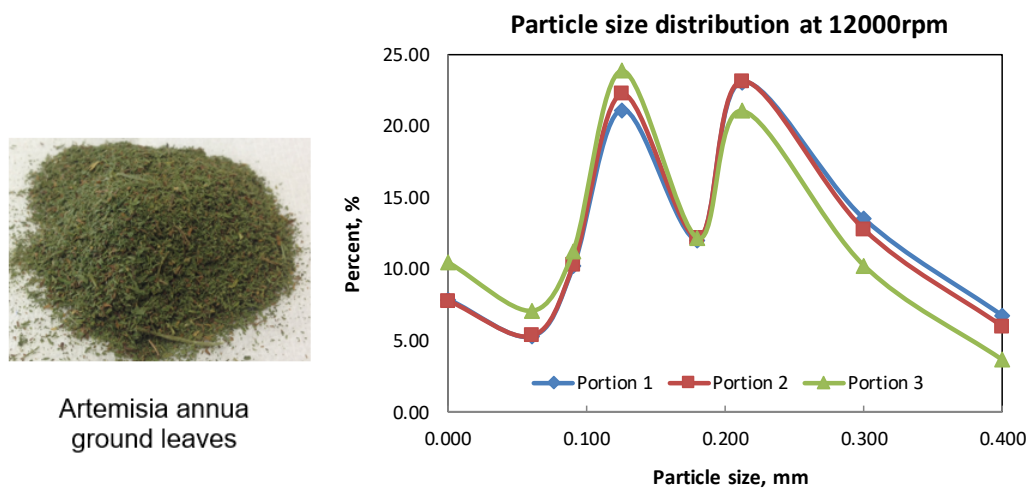 Particle size distribution at 12000rpm
25.00
20.00
15.00
10.00
5.00
0.00
Percent, %
Portion 1 Portion 2 Portion 3
0.000 0.100 0.200 0.300 0.400
Particle size, mm
Artemisia annua
ground leaves